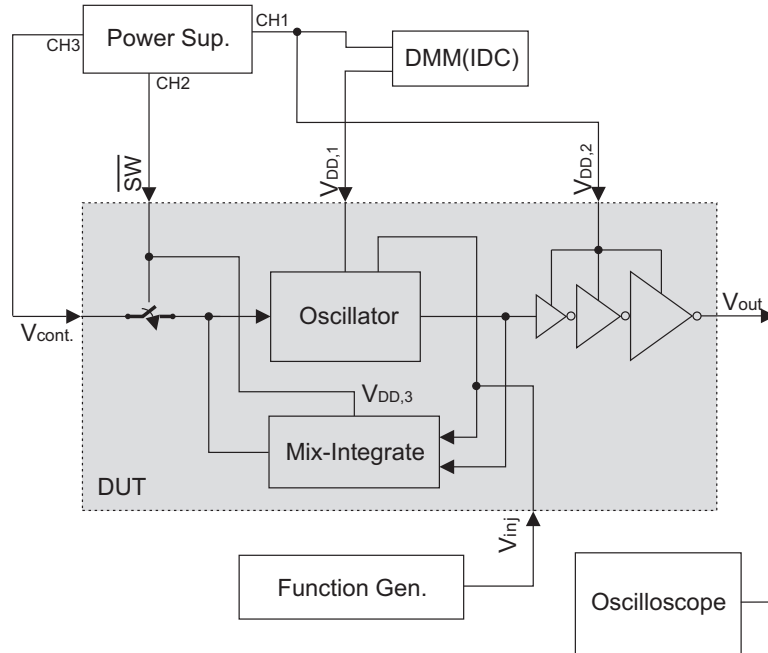 CH1
CH3
Power Sup.
CH2
DMM(IDC)
SW
VDD,1
VDD,2
Vcont.
Oscillator
Vout
VDD,3
Mix-Integrate
DUT
Vinj
Function Gen.
Oscilloscope